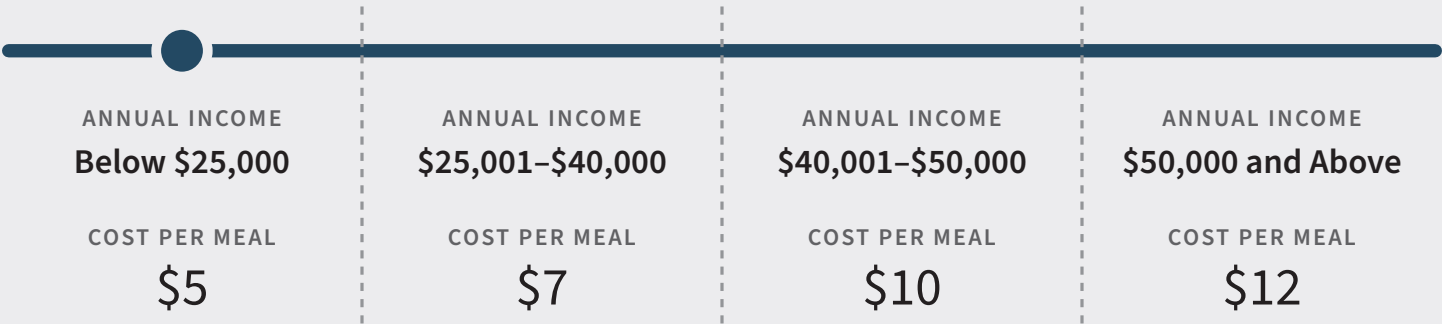 ANNUAL INCOME
Below $25,000
COST PER MEAL
$5
ANNUAL INCOME
$25,001–$40,000
COST PER MEAL
$7
ANNUAL INCOME
$40,001–$50,000
COST PER MEAL
$10
ANNUAL INCOME
$50,000 and Above
COST PER MEAL
$12